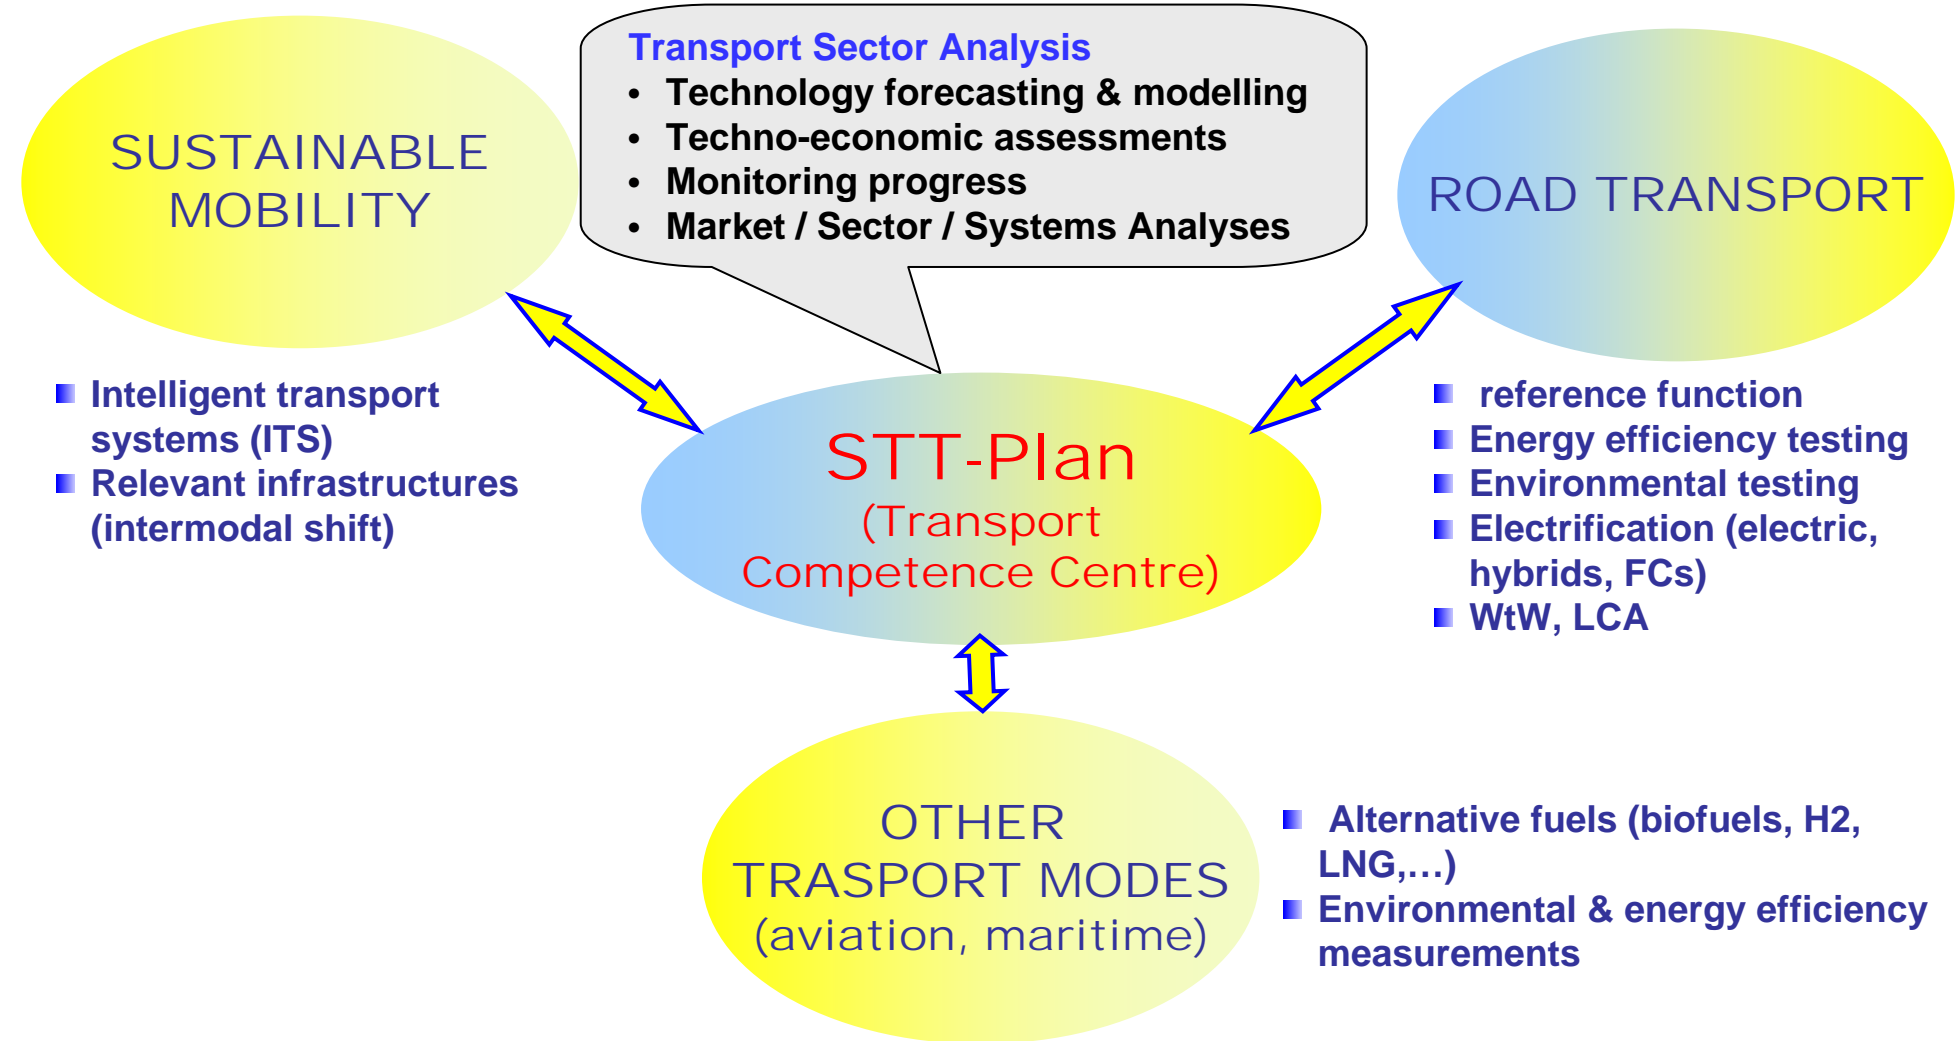 SUSTAINABLE
MOBILITY
Transport Sector Analysis
• Technology forecasting & modelling
• Techno-economic assessments
• Monitoring progress
• Market / Sector / Systems Analyses
ROAD TRANSPORT
Intelligent transport
systems (ITS)
Relevant infrastructures
(intermodal shift)
STT-Plan
(Transport
Competence Centre)
reference function
Energy efficiency testing
Environmental testing
Electrification (electric,
hybrids, FCs)
WtW, LCA
OTHER
TRASPORT MODES
(aviation, maritime)
Alternative fuels (biofuels, H2,
LNG,...)
Environmental & energy efficiency
measurements